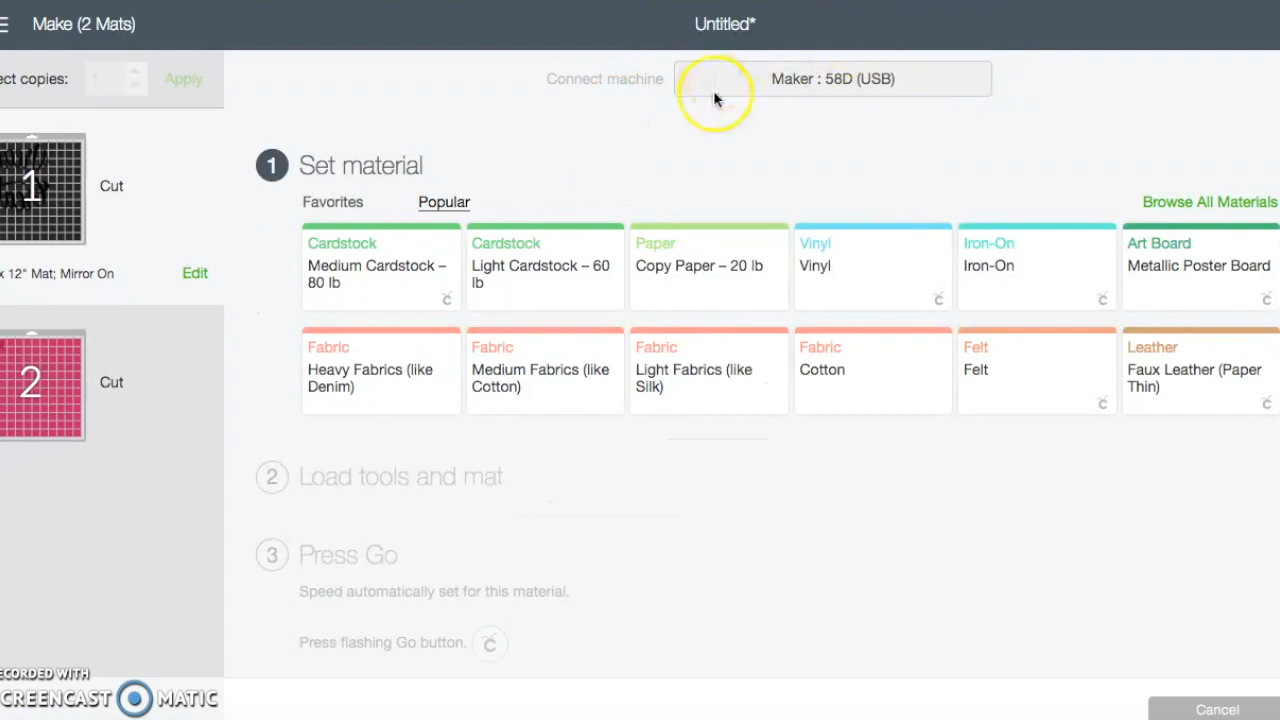 Make (2 Mats)
Untitled*
ect copies:
1
Apply
Connect machine
Maker : 58D (USB)
1
Cut
x 12" Mat; Mirror On
Edit
2
Cut
1 Set material
Favorites
Popular
Browse All Materials
Cardstock
Medium Cardstock –
80 lb
Cardstock
Light Cardstock – 60
lb
Paper
Copy Paper – 20 lb
Vinyl
Vinyl
Iron-On
Iron-On
Art Board
Metallic Poster Board
Fabric
Heavy Fabrics (like
Denim)
Fabric
Medium Fabrics (like
Cotton)
Fabric
Light Fabrics (like
Silk)
Fabric
Cotton
Felt
Felt
Leather
Faux Leather (Paper
Thin)
2 Load tools and mat
3 Press Go
Speed automatically set for this material.
Press flashing Go button.
ECORDED WITH
SCREENCAST MATIC
Cancel